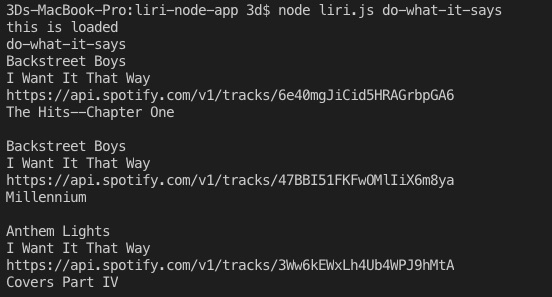 3Ds-MacBook-Pro:liri-node-app 3d$ node liri.js do-what-it-says
this is loaded
do-what-it-says
Backstreet Boys
I Want It That Way
https://api.spotify.com/v1/tracks/6e40mgJiCid5HRAGrbpGA6
The Hits--Chapter One
Backstreet Boys
I Want It That Way
https://api.spotify.com/v1/tracks/47BBI51FKFwOMlIiX6m8ya
Millennium
Anthem Lights
I Want It That Way
https://api.spotify.com/v1/tracks/3Ww6kEWxLh4Ub4WPJ9hMtA
Covers Part IV